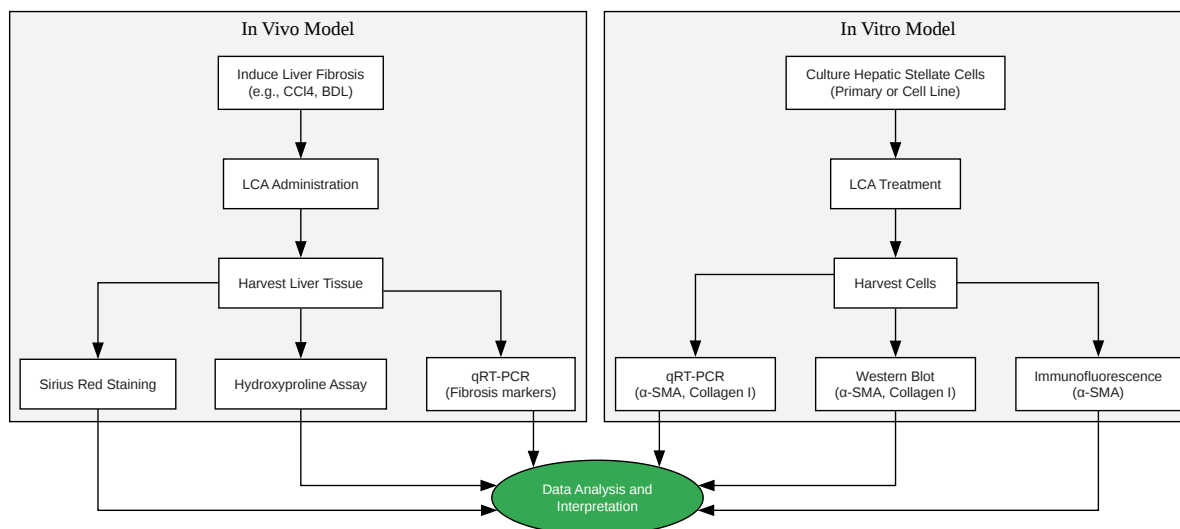 In Vivo Model
Induce Liver Fibrosis
(e.g., CCl4, BDL)
LCA Administration
Harvest Liver Tissue
Sirius Red Staining
Hydroxyproline Assay
qRT-PCR
(Fibrosis markers)
In Vitro Model
Culture Hepatic Stellate Cells
(Primary or Cell Line)
LCA Treatment
Harvest Cells
qRT-PCR
(α-SMA, Collagen I)
Western Blot
(α-SMA, Collagen I)
Immunofluorescence
(α-SMA)
Data Analysis and
Interpretation